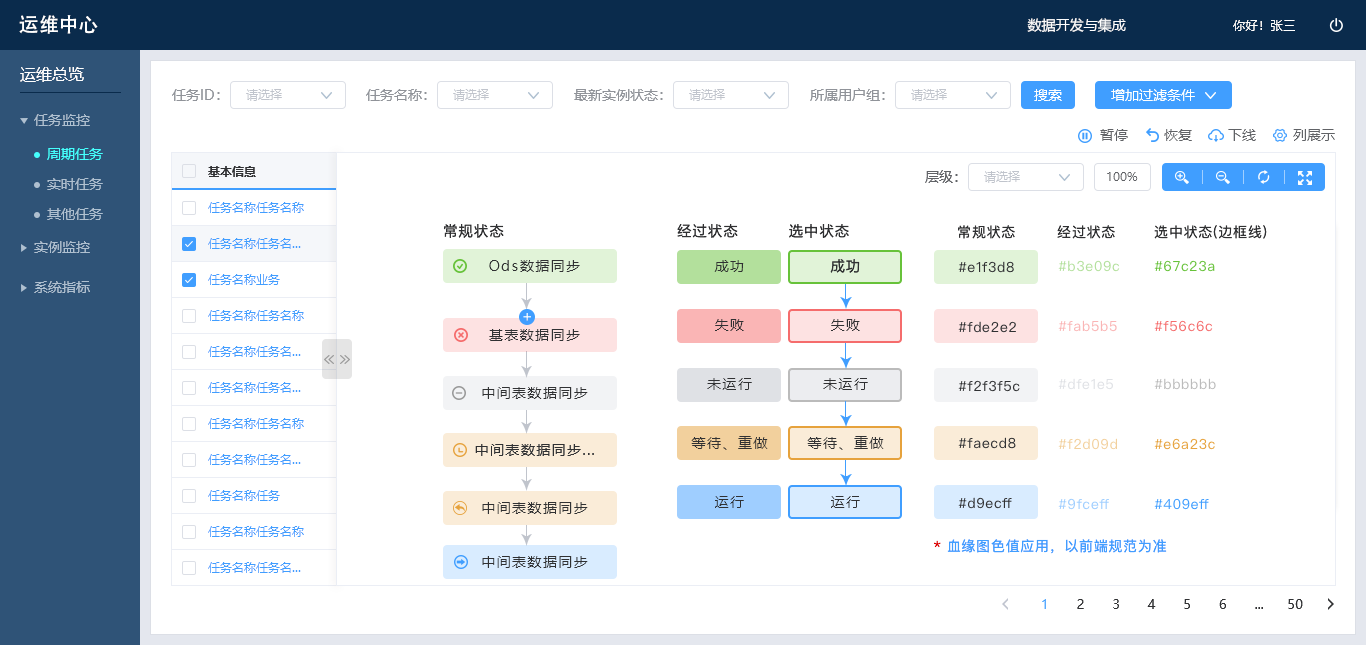 运维中心
数据开发与集成
你好！张三
运维总览
任务监控
周期任务
实时任务
其他任务
实例监控
系统指标
任务ID： 请选择 任务名称： 请选择 最新实例状态： 请选择 所属用户组： 请选择 搜索 增加过滤条件
暂停 恢复 下线 列展示
基本信息
任务名称任务名称
任务名称任务名...
任务名称业务
任务名称任务名称
任务名称任务名...
任务名称任务名...
任务名称任务名称
任务名称任务名...
任务名称任务
任务名称任务名称
任务名称任务名...
层级： 请选择 100%
常规状态
Ods数据同步
基表数据同步
中间表数据同步
中间表数据同步...
中间表数据同步
中间表数据同步
经过状态 选中状态
成功 成功
失败 失败
未运行 未运行
等待、重做 等待、重做
运行 运行
常规状态 经过状态 选中状态(边框线)
#e1f3d8 #b3e09c #67c23a
#fde2e2 #fab5b5 #f56c6c
#f2f3f5c #dfe1e5 #bbbbbb
#faecd8 #f2d09d #e6a23c
#d9ecff #9fceff #409eff
* 血缘图色值应用，以前端规范为准
1 2 3 4 5 6 ... 50